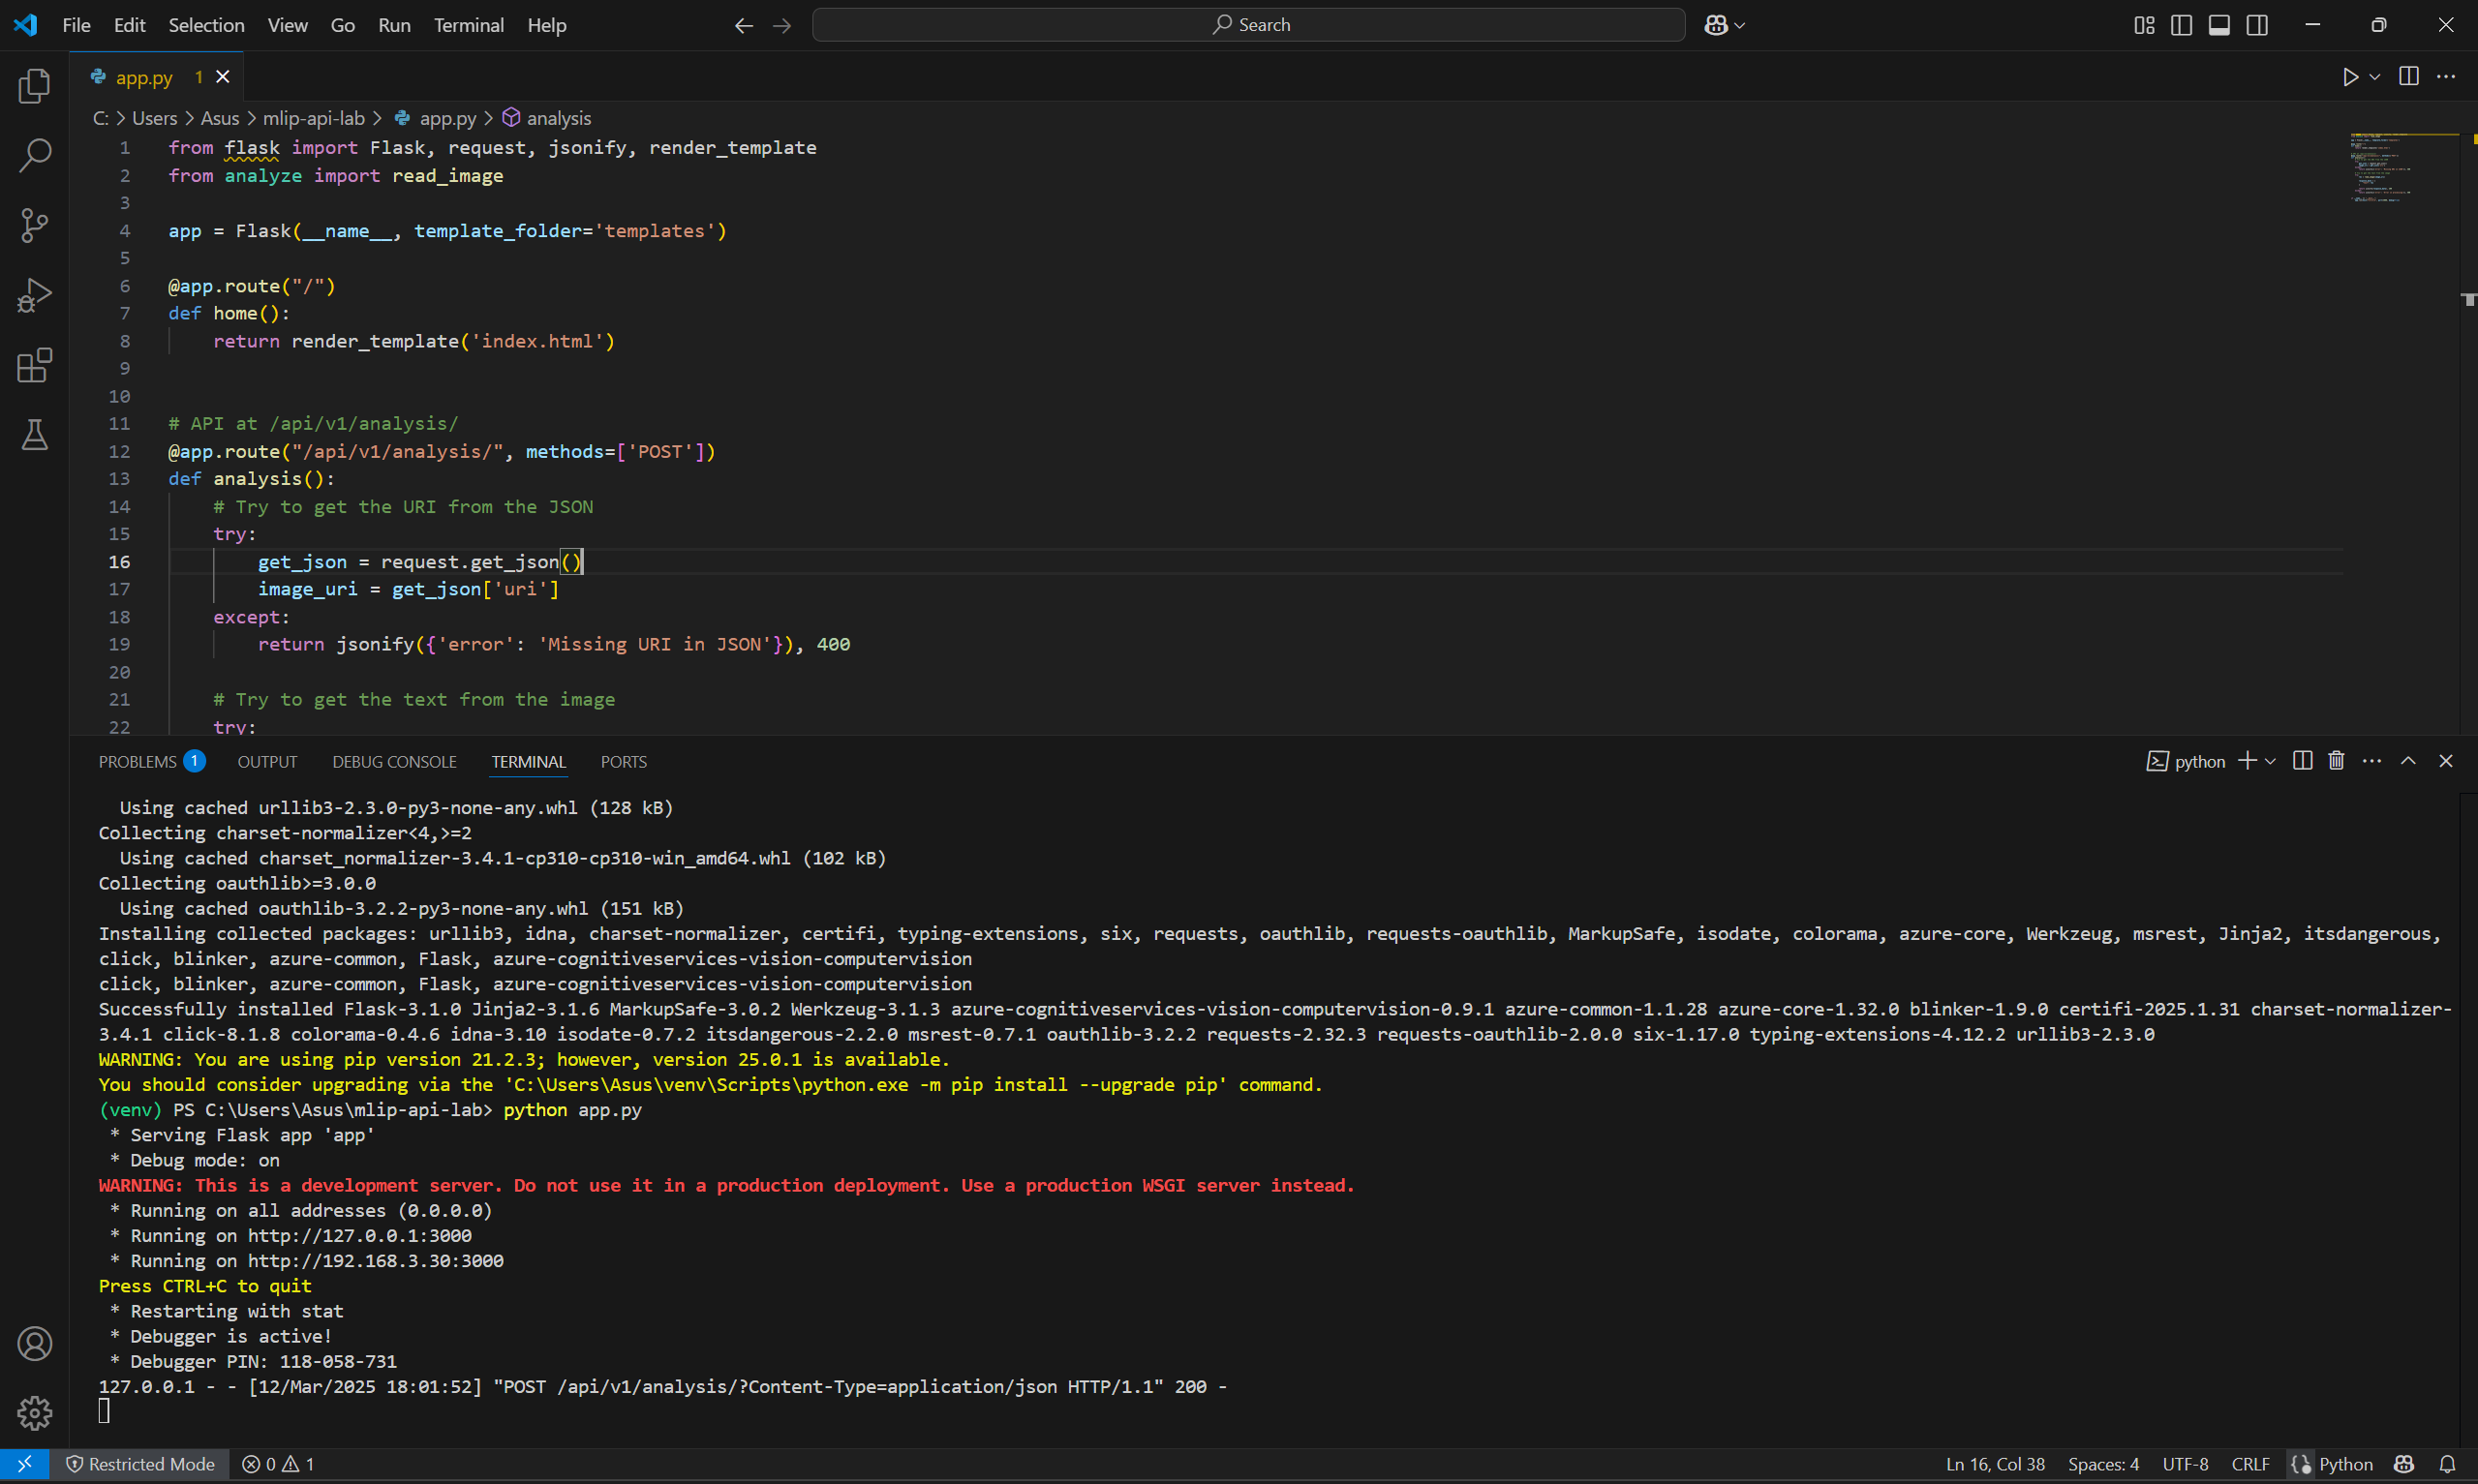 File Edit Selection View Go Run Terminal Help Search
app.py 1
C: > Users > Asus > mlip-api-lab > app.py > analysis
1 from flask import Flask, request, jsonify, render_template
2 from analyze import read_image
3
4 app = Flask(__name__, template_folder='templates')
5
6 @app.route("/")
7 def home():
8 return render_template('index.html')
9
10
11 # API at /api/v1/analysis/
12 @app.route("/api/v1/analysis/", methods=['POST'])
13 def analysis():
14 # Try to get the URI from the JSON
15 try:
16 get_json = request.get_json()
17 image_uri = get_json['uri']
18 except:
19 return jsonify({'error': 'Missing URI in JSON'}), 400
20
21 # Try to get the text from the image
22 try:
PROBLEMS 1 OUTPUT DEBUG CONSOLE TERMINAL PORTS python
Using cached urllib3-2.3.0-py3-none-any.whl (128 kB)
Collecting charset-normalizer<4,>=2
Using cached charset_normalizer-3.4.1-cp310-cp310-win_amd64.whl (102 kB)
Collecting oauthlib>=3.0.0
Using cached oauthlib-3.2.2-py3-none-any.whl (151 kB)
Installing collected packages: urllib3, idna, charset-normalizer, certifi, typing-extensions, six, requests, oauthlib, requests-oauthlib, MarkupSafe, isodate, colorama, azure-core, Werkzeug, msrest, Jinja2, itsdangerous,
click, blinker, azure-common, Flask, azure-cognitiveservices-vision-computervision
click, blinker, azure-common, Flask, azure-cognitiveservices-vision-computervision
Successfully installed Flask-3.1.0 Jinja2-3.1.6 MarkupSafe-3.0.2 Werkzeug-3.1.3 azure-cognitiveservices-vision-computervision-0.9.1 azure-common-1.1.28 azure-core-1.32.0 blinker-1.9.0 certifi-2025.1.31 charset-normalizer-
3.4.1 click-8.1.8 colorama-0.4.6 idna-3.10 isodate-0.7.2 itsdangerous-2.2.0 msrest-0.7.1 oauthlib-3.2.2 requests-2.32.3 requests-oauthlib-2.0.0 six-1.17.0 typing-extensions-4.12.2 urllib3-2.3.0
WARNING: You are using pip version 21.2.3; however, version 25.0.1 is available.
You should consider upgrading via the 'C:\Users\Asus\venv\Scripts\python.exe -m pip install --upgrade pip' command.
(venv) PS C:\Users\Asus\mlip-api-lab> python app.py
* Serving Flask app 'app'
* Debug mode: on
WARNING: This is a development server. Do not use it in a production deployment. Use a production WSGI server instead.
* Running on all addresses (0.0.0.0)
* Running on http://127.0.0.1:3000
* Running on http://192.168.3.30:3000
Press CTRL+C to quit
* Restarting with stat
* Debugger is active!
* Debugger PIN: 118-058-731
127.0.0.1 - - [12/Mar/2025 18:01:52] "POST /api/v1/analysis/?Content-Type=application/json HTTP/1.1" 200 -
Restricted Mode 0 1 Ln 16, Col 38 Spaces: 4 UTF-8 CRLF Python